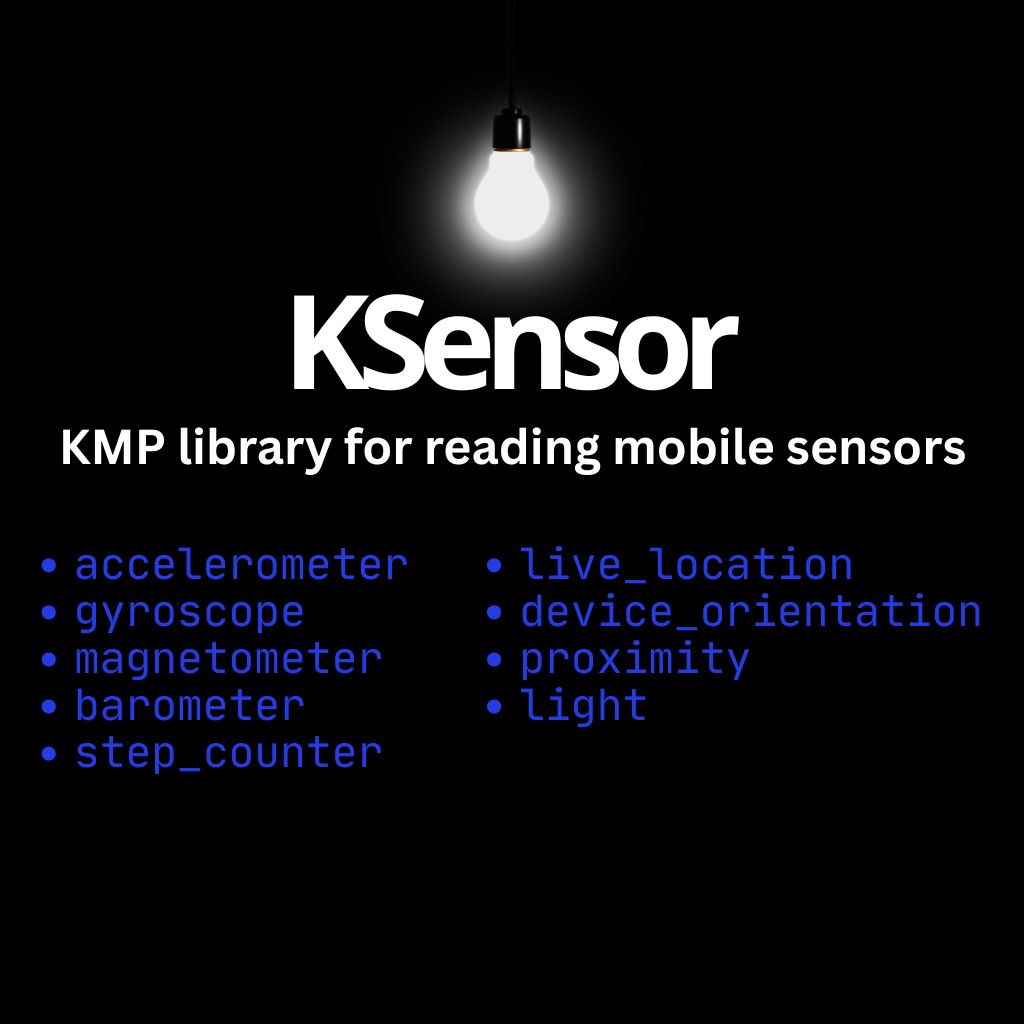 KSensor
KMP library for reading mobile sensors
• accelerometer
• gyroscope
• magnetometer
• barometer
• step_counter
• live_location
• device_orientation
• proximity
• light